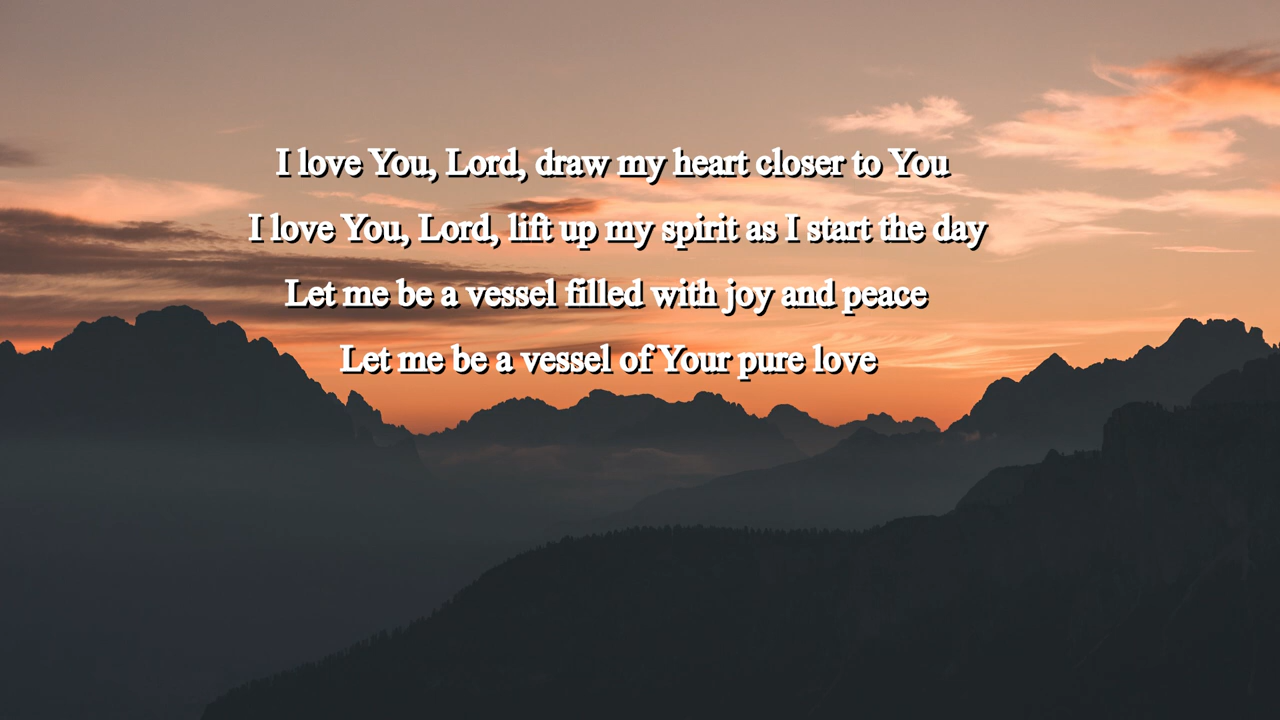 I love You, Lord, draw my heart closer to You
I love You, Lord, lift up my spirit as I start the day
Let me be a vessel filled with joy and peace
Let me be a vessel of Your pure love